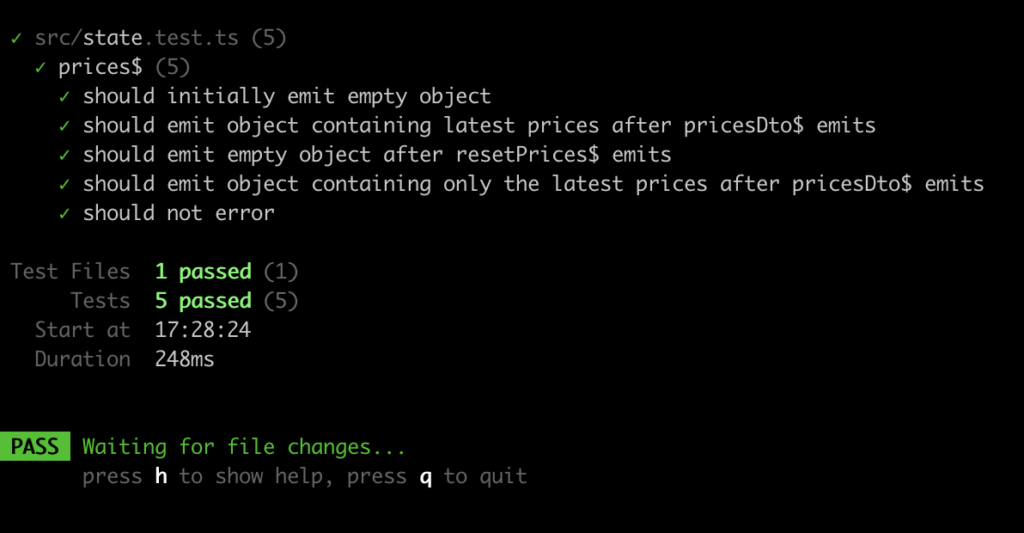 ✓ src/state.test.ts (5)
✓ prices$ (5)
✓ should initially emit empty object
✓ should emit object containing latest prices after pricesDto$ emits
✓ should emit empty object after resetPrices$ emits
✓ should emit object containing only the latest prices after pricesDto$ emits
✓ should not error
Test Files 1 passed (1)
Tests 5 passed (5)
Start at 17:28:24
Duration 248ms
PASS Waiting for file changes...
press h to show help, press q to quit